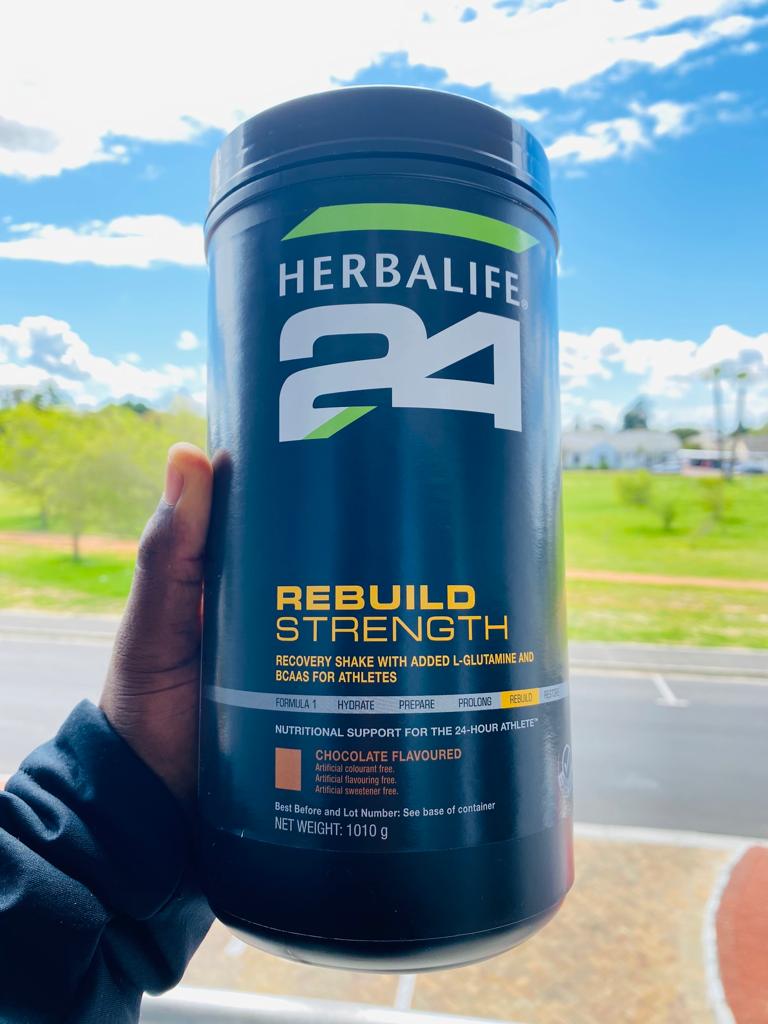 HERBALIFE®
24
REBUILD
STRENGTH
RECOVERY SHAKE WITH ADDED L-GLUTAMINE AND
BCAAS FOR ATHLETES
FORMULA 1 HYDRATE PREPARE PROLONG REBUILD RESTORE
NUTRITIONAL SUPPORT FOR THE 24-HOUR ATHLETE™
CHOCOLATE FLAVOURED
Artificial colourant free.
Artificial flavouring free.
Artificial sweetener free.
Best Before and Lot Number: See base of container
NET WEIGHT: 1010 g